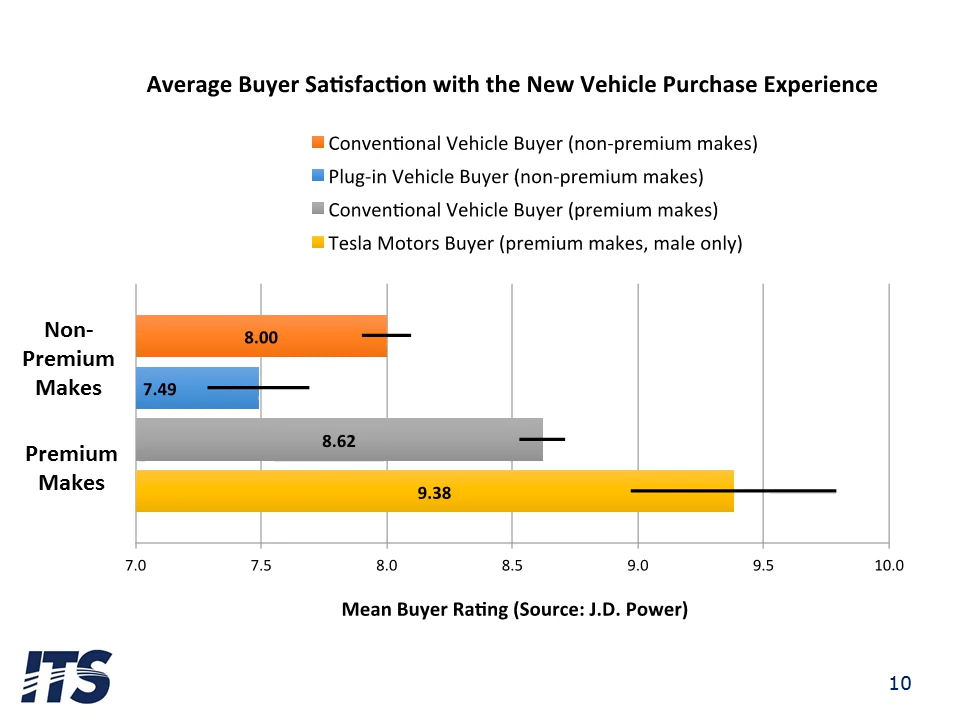 Average Buyer Satisfaction with the New Vehicle Purchase Experience
Conventional Vehicle Buyer (non-premium makes)
Plug-in Vehicle Buyer (non-premium makes)
Conventional Vehicle Buyer (premium makes)
Tesla Motors Buyer (premium makes, male only)
Non-
Premium
Makes
8.00
7.49
Premium
Makes
8.62
9.38
7.0 7.5 8.0 8.5 9.0 9.5 10.0
Mean Buyer Rating (Source: J.D. Power)
ITS
10